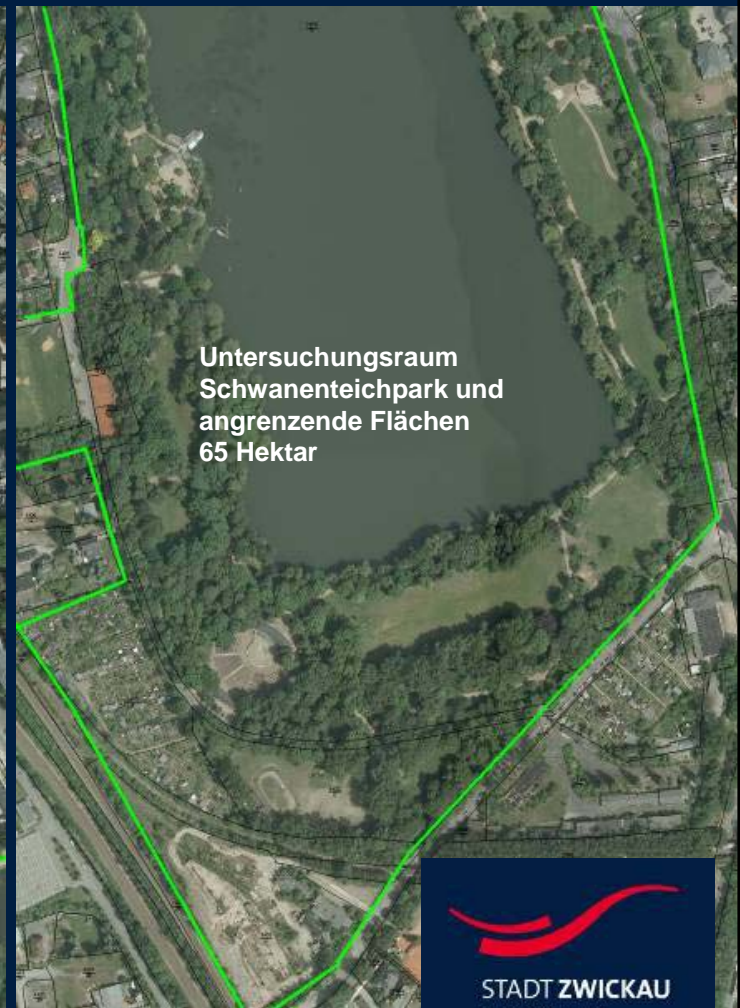 Untersuchungsraum
Schwanenteichpark und
angrenzende Flächen
65 Hektar
STADT ZWICKAU